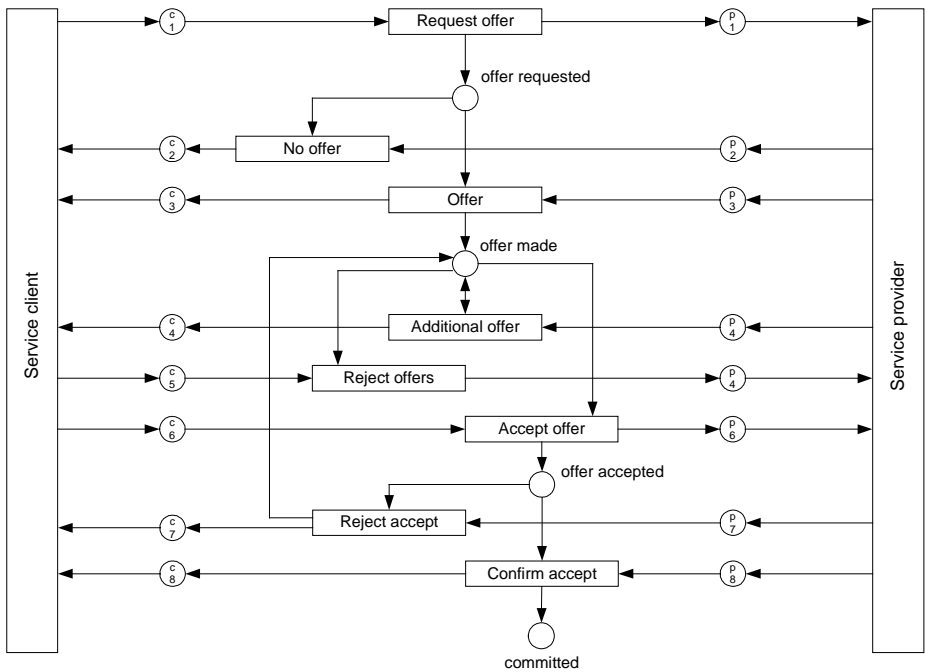 c
1
Request offer
p
1
offer requested
c
2
No offer
p
2
c
3
Offer
p
3
offer made
Service client
Service provider
c
4
Additional offer
p
4
c
5
Reject offers
p
4
c
6
Accept offer
p
6
offer accepted
c
7
Reject accept
p
7
c
8
Confirm accept
p
8
committed